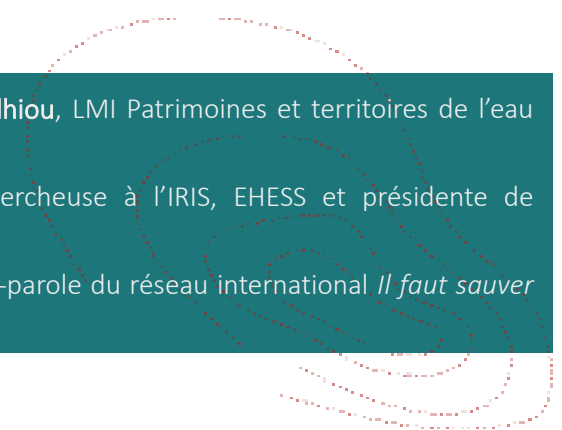 lhiou, LMI Patrimoines et territoires de l'eau
ercheuse à l'IRIS, EHESS et présidente de
-parole du réseau international Il faut sauver